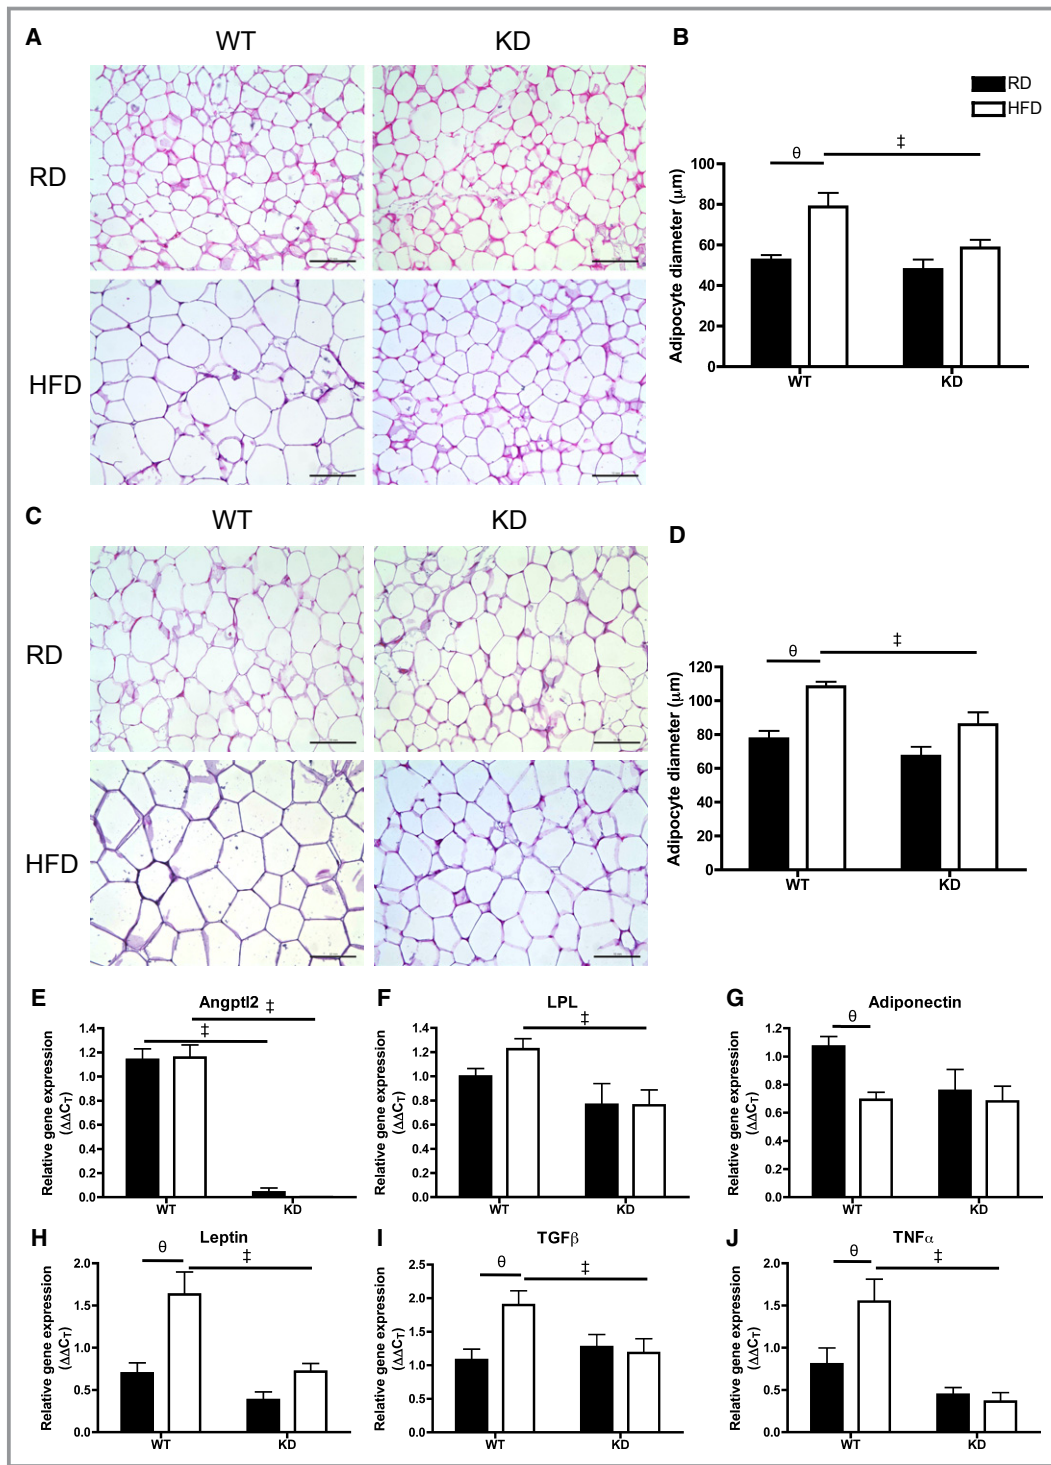 A
WT
KD
RD
HFD
B
RD
HFD
θ
‡
Adipocyte diameter (μm)
100
80
60
40
20
0
WT
KD
C
WT
KD
RD
HFD
D
θ
‡
Adipocyte diameter (μm)
120
100
80
60
40
20
0
WT
KD
E
Angptl2
‡
‡
Relative gene expression
(ΔΔCT)
1.4
1.2
1.0
0.8
0.6
0.4
0.2
0.0
WT
KD
F
LPL
‡
Relative gene expression
(ΔΔCT)
1.4
1.2
1.0
0.8
0.6
0.4
0.2
0.0
WT
KD
G
Adiponectin
θ
Relative gene expression
(ΔΔCT)
1.2
1.0
0.8
0.6
0.4
0.2
0.0
WT
KD
H
Leptin
θ
‡
Relative gene expression
(ΔΔCT)
2.0
1.5
1.0
0.5
0.0
WT
KD
I
TGFβ
θ
‡
Relative gene expression
(ΔΔCT)
2.5
2.0
1.5
1.0
0.5
0.0
WT
KD
J
TNFα
θ
‡
Relative gene expression
(ΔΔCT)
2.0
1.5
1.0
0.5
0.0
WT
KD